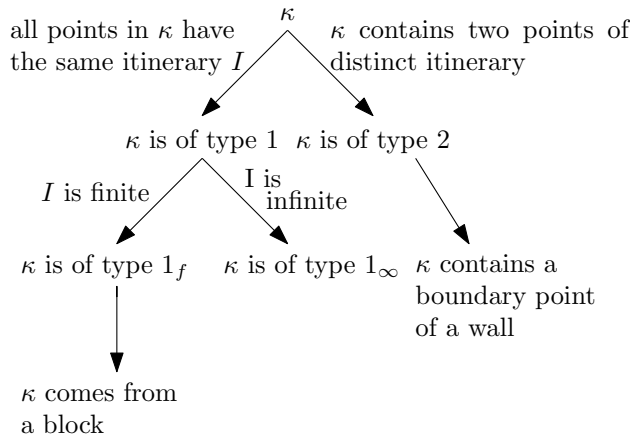 κ
all points in κ have
the same itinerary I
κ contains two points of
distinct itinerary
κ is of type 1
κ is of type 2
I is finite
I is
infinite
κ is of type 1_f
κ is of type 1_∞
κ contains a
boundary point
of a wall
κ comes from
a block